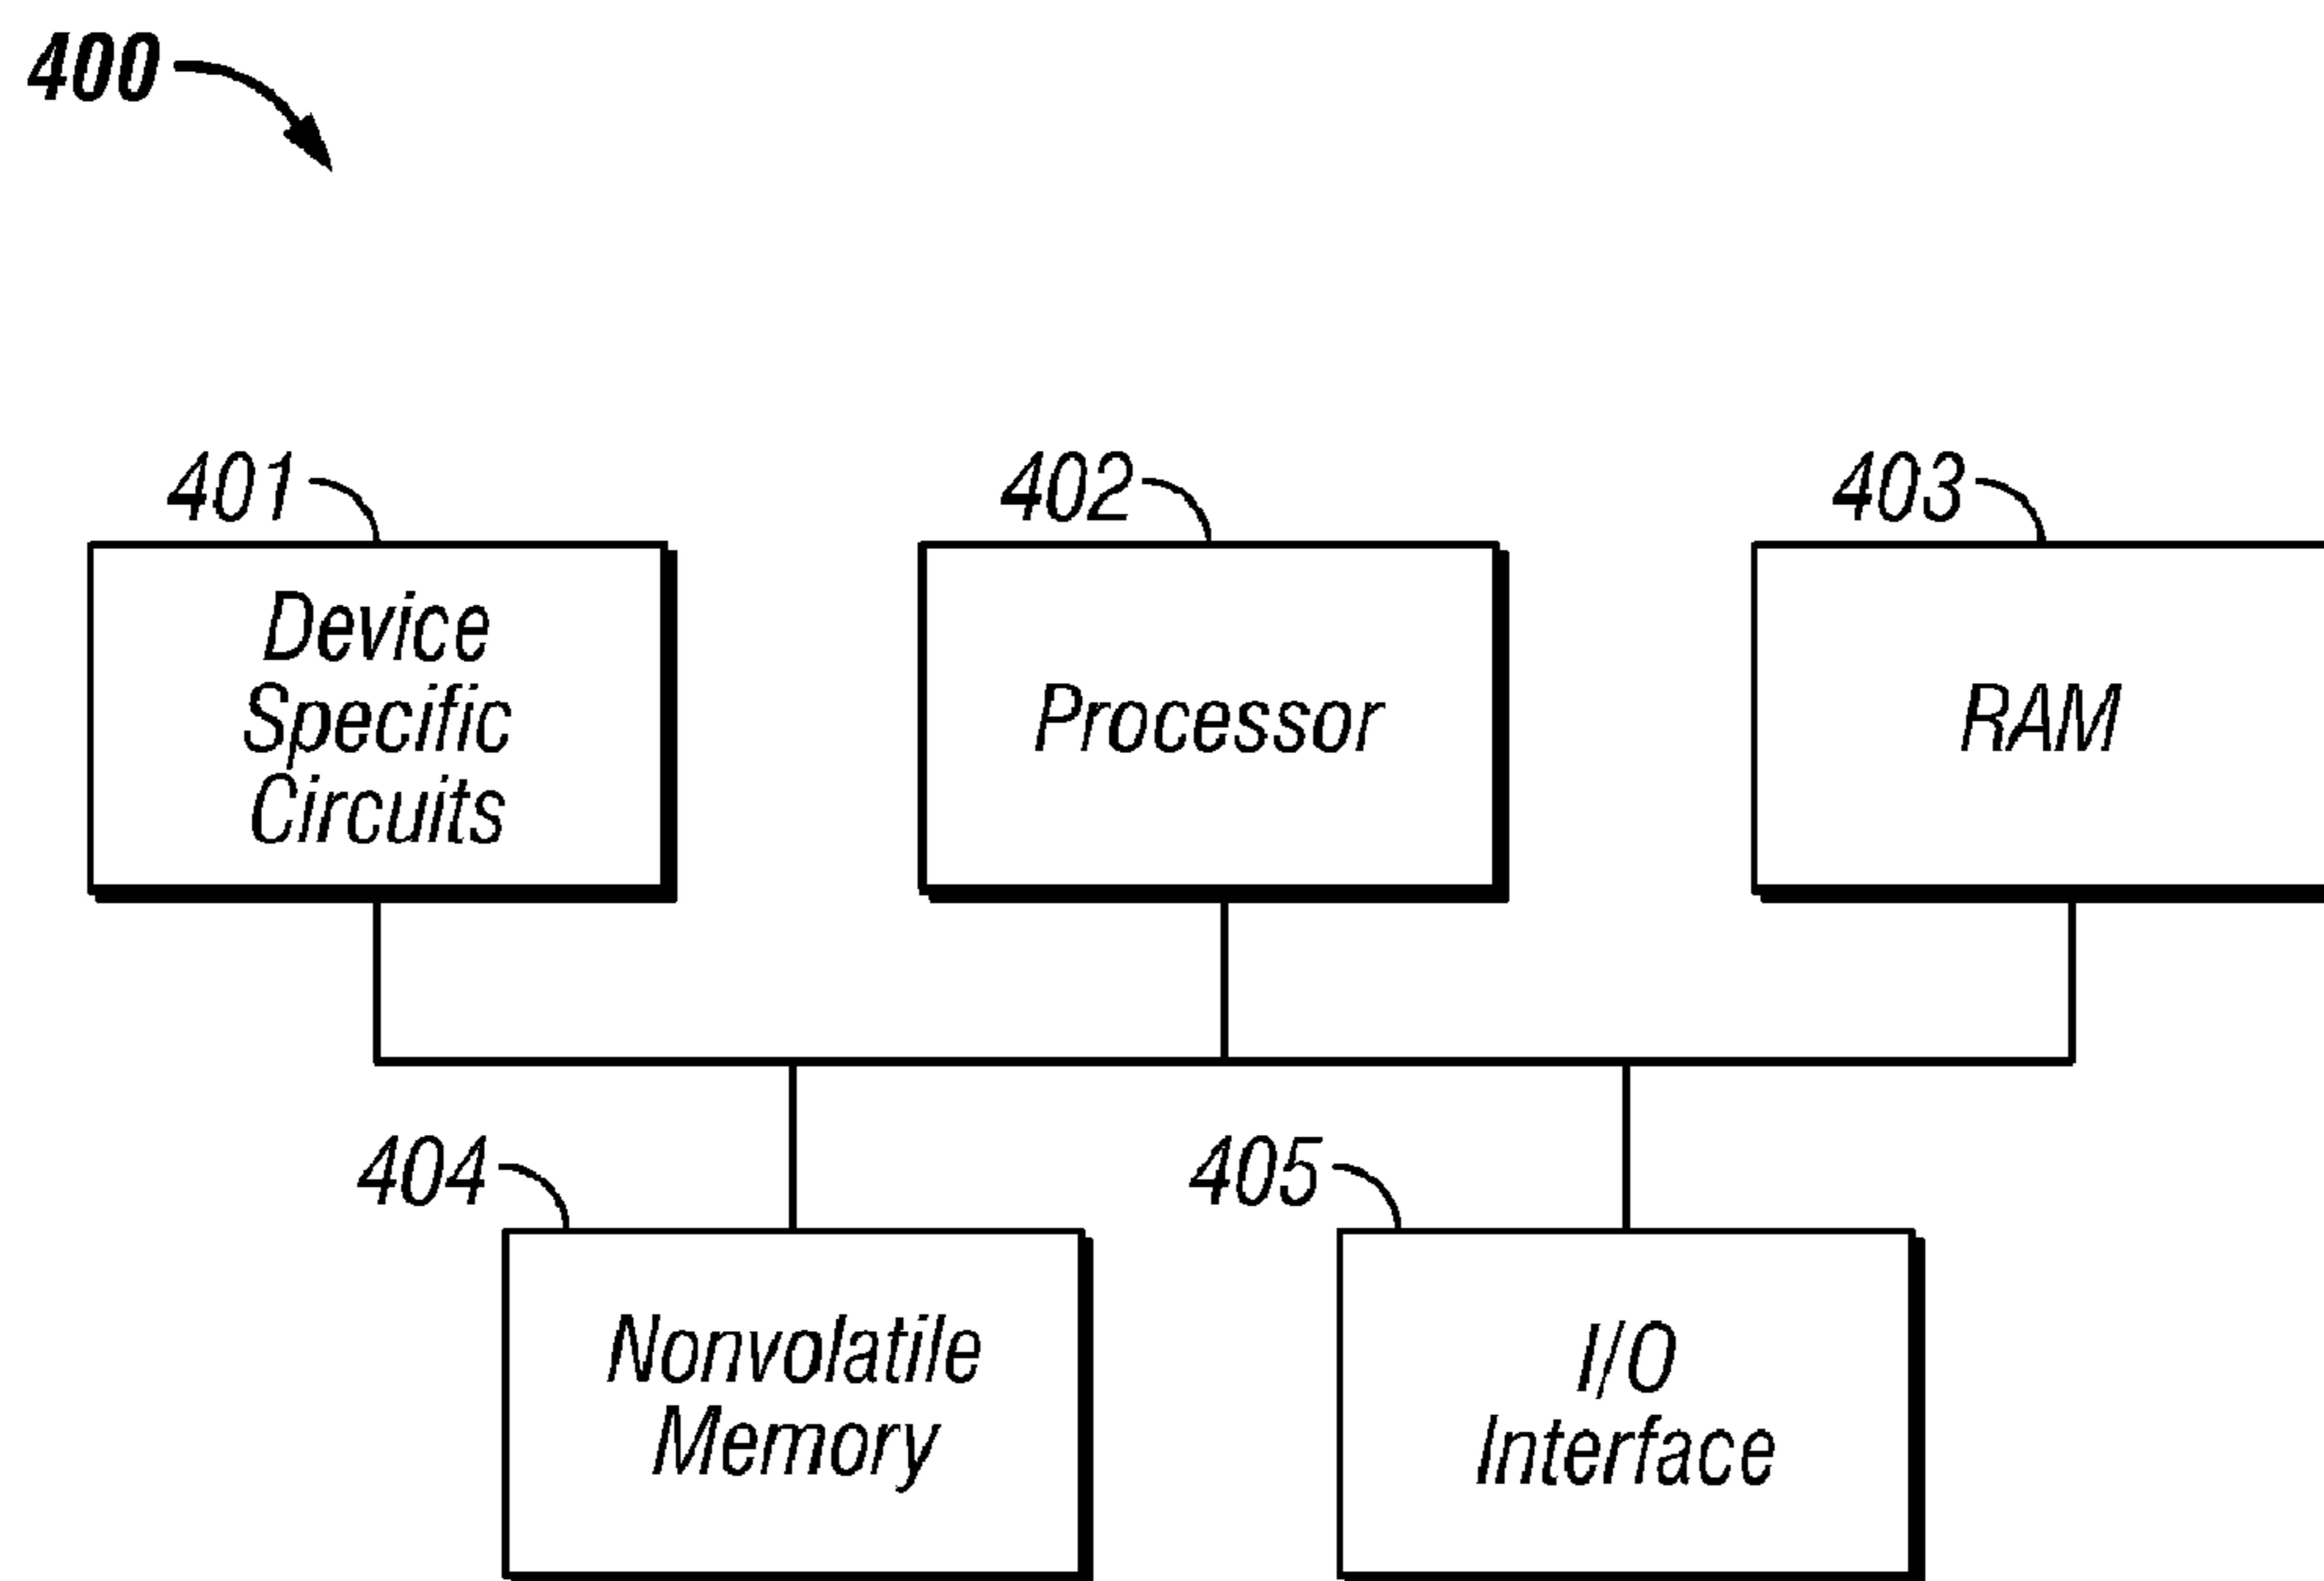 400
401
402
403
Device
Specific
Circuits
Processor
RAM
404
405
Nonvolatile
Memory
I/O
Interface